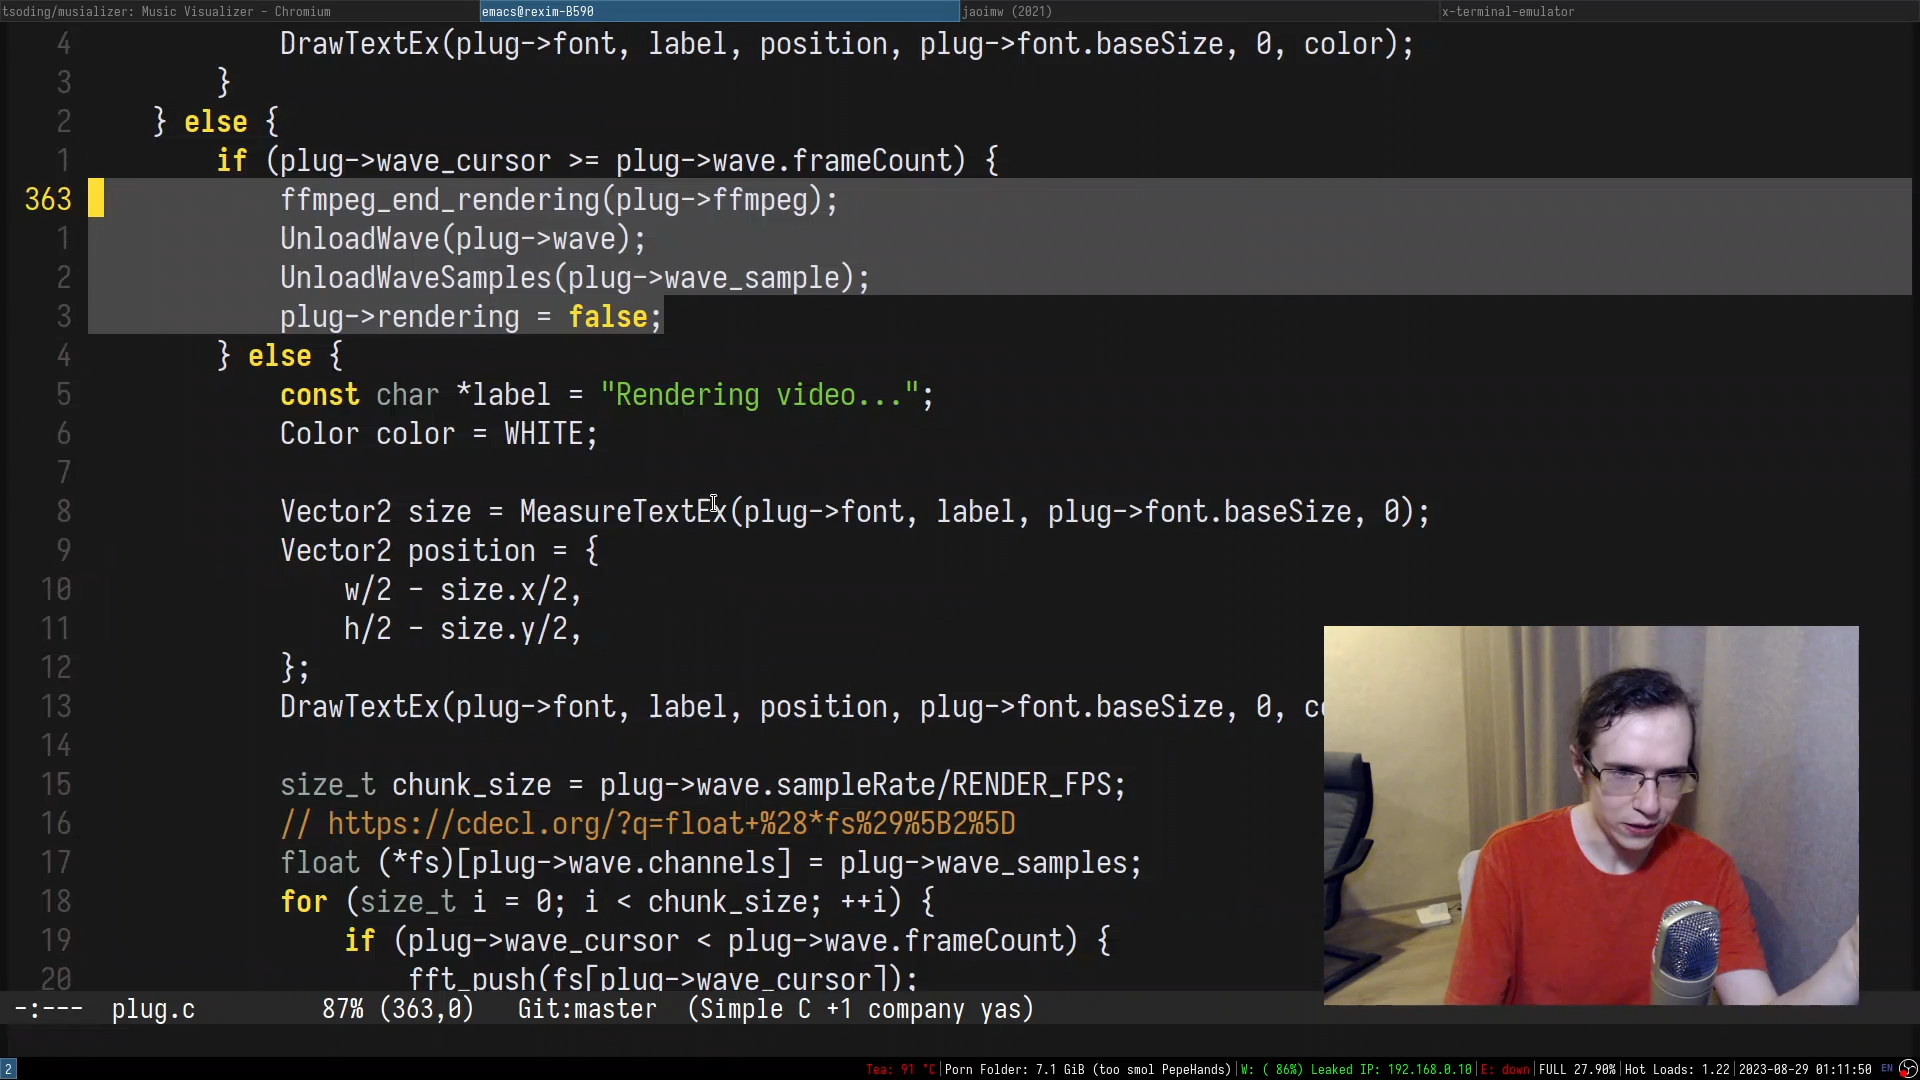 tsoding/musializer: Music Visualizer - Chromium
emacs@rexim-B590
jaoimw (2021)
x-terminal-emulator
4 DrawTextEx(plug->font, label, position, plug->font.baseSize, 0, color);
3 }
2 } else {
1 if (plug->wave_cursor >= plug->wave.frameCount) {
363 ffmpeg_end_rendering(plug->ffmpeg);
1 UnloadWave(plug->wave);
2 UnloadWaveSamples(plug->wave_sample);
3 plug->rendering = false;
4 } else {
5 const char *label = "Rendering video...";
6 Color color = WHITE;
7
8 Vector2 size = MeasureTextEx(plug->font, label, plug->font.baseSize, 0);
9 Vector2 position = {
10 w/2 - size.x/2,
11 h/2 - size.y/2,
12 };
13 DrawTextEx(plug->font, label, position, plug->font.baseSize, 0, co
14
15 size_t chunk_size = plug->wave.sampleRate/RENDER_FPS;
16 // https://cdecl.org/?q=float+%28*fs%29%5B2%5D
17 float (*fs)[plug->wave.channels] = plug->wave_samples;
18 for (size_t i = 0; i < chunk_size; ++i) {
19 if (plug->wave_cursor < plug->wave.frameCount) {
20 fft_push(fs[plug->wave_cursor]);
-:--- plug.c 87% (363,0) Git:master (Simple C +1 company yas)
2 Tea: 91 °C|Porn Folder: 7.1 GiB (too smol PepeHands)|W: ( 86%) Leaked IP: 192.168.0.10|E: down|FULL 27.90%|Hot Loads: 1.22|2023-08-29 01:11:50 EN